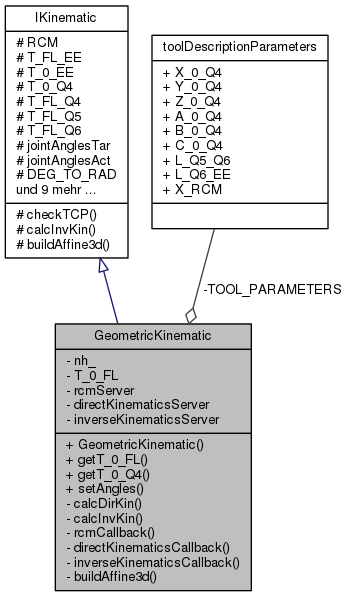 IKinematic
# RCM
# T_FL_EE
# T_0_EE
# T_0_Q4
# T_FL_Q4
# T_FL_Q5
# T_FL_Q6
# jointAnglesTar
# jointAnglesAct
# DEG_TO_RAD
und 9 mehr ...
# checkTCP()
# calcInvKin()
# buildAffine3d()
toolDescriptionParameters
+ X_0_Q4
+ Y_0_Q4
+ Z_0_Q4
+ A_0_Q4
+ B_0_Q4
+ C_0_Q4
+ L_Q5_Q6
+ L_Q6_EE
+ X_RCM
-TOOL_PARAMETERS
GeometricKinematic
- nh_
- T_0_FL
- rcmServer
- directKinematicsServer
- inverseKinematicsServer
+ GeometricKinematic()
+ getT_0_FL()
+ getT_0_Q4()
+ setAngles()
- calcDirKin()
- calcInvKin()
- rcmCallback()
- directKinematicsCallback()
- inverseKinematicsCallback()
- buildAffine3d()